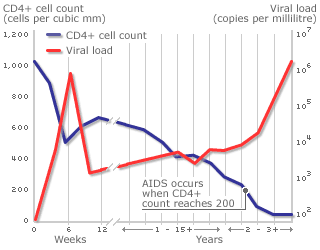 CD4+ cell count
(cells per cubic mm)
Viral load
(copies per millilitre)
CD4+ cell count
Viral load
1,200
1,000
800
600
400
200
0
10⁷
10⁶
10⁵
10⁴
10³
10²
AIDS occurs
when CD4+
count reaches 200
0 6 12 1 - 15+ 2 - 3+
Weeks Years